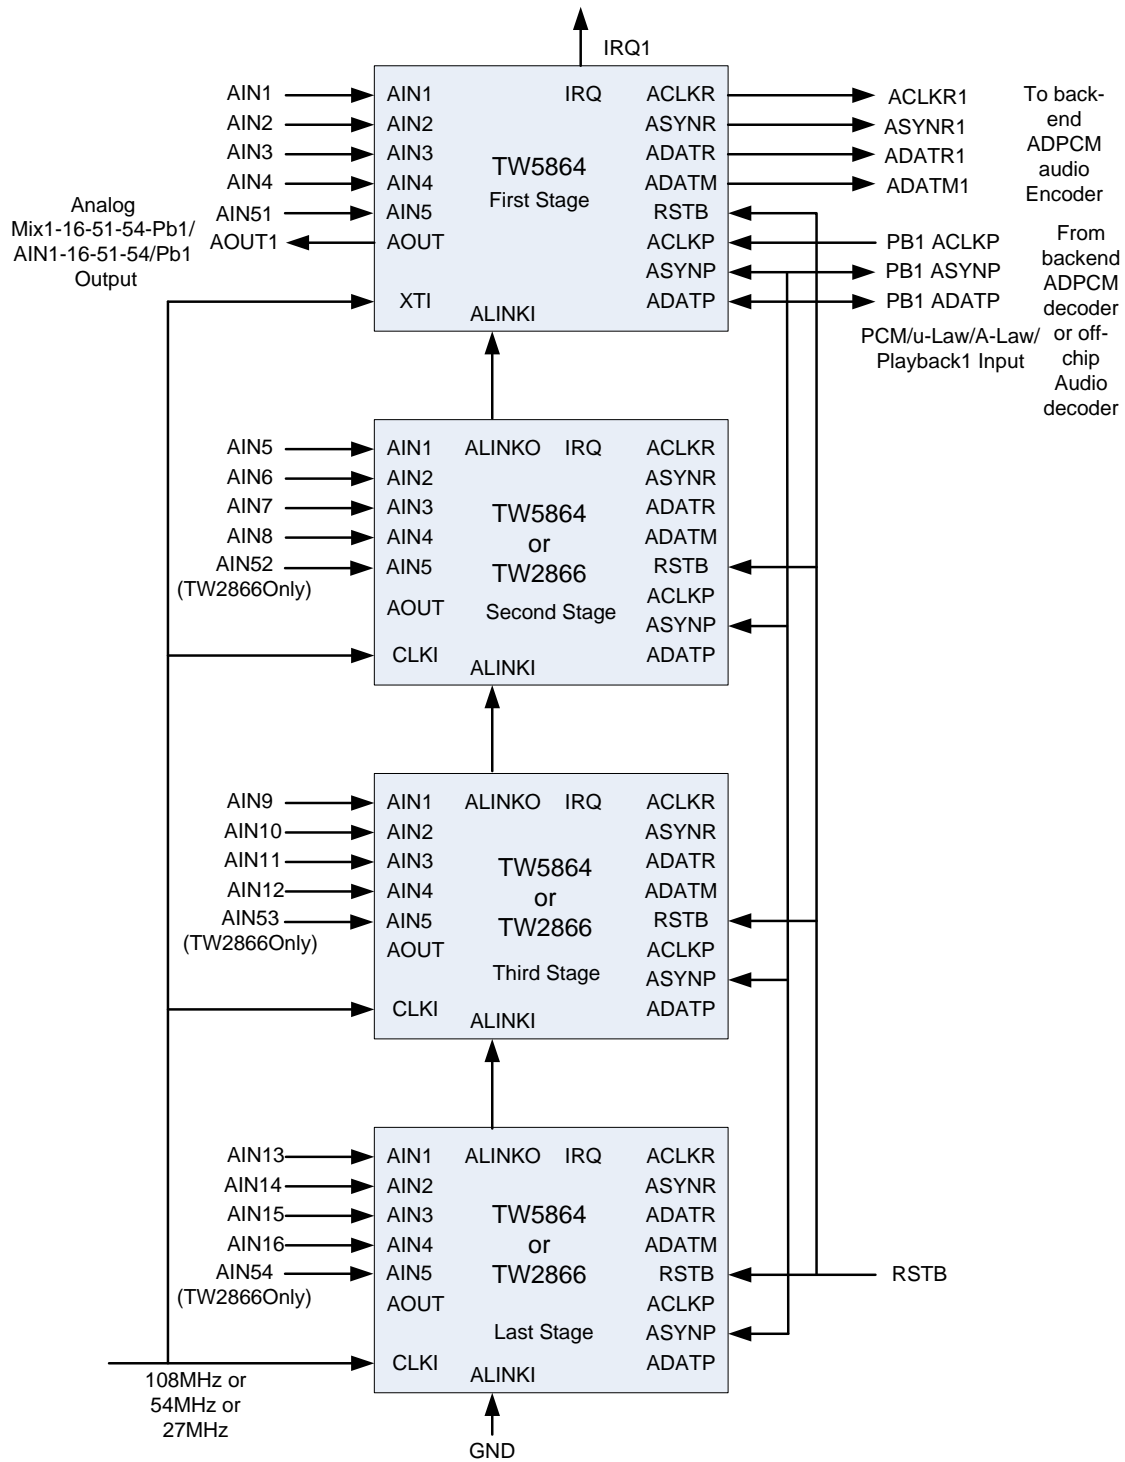 IRQ1
AIN1
AIN2
AIN3
AIN4
AIN51
AOUT1
Analog
Mix1-16-51-54-Pb1/
AIN1-16-51-54/Pb1
Output
AIN1
AIN2
AIN3
AIN4
AIN5
AOUT
XTI
IRQ
TW5864
First Stage
ALINKI
ACLKR
ASYNR
ADATR
ADATM
RSTB
ACLKP
ASYNP
ADATP
ACLKR1
ASYNR1
ADATR1
ADATM1
PB1 ACLKP
PB1 ASYNP
PB1 ADATP
PCM/u-Law/A-Law/
Playback1 Input
To back-
end
ADPCM
audio
Encoder
From
backend
ADPCM
decoder
or off-
chip
Audio
decoder
AIN5
AIN6
AIN7
AIN8
AIN52
(TW2866Only)
AIN1
AIN2
AIN3
AIN4
AIN5
AOUT
CLKI
ALINKO
IRQ
TW5864
or
TW2866
Second Stage
ALINKI
ACLKR
ASYNR
ADATR
ADATM
RSTB
ACLKP
ASYNP
ADATP
AIN9
AIN10
AIN11
AIN12
AIN53
(TW2866Only)
AIN1
AIN2
AIN3
AIN4
AIN5
AOUT
CLKI
ALINKO
IRQ
TW5864
or
TW2866
Third Stage
ALINKI
ACLKR
ASYNR
ADATR
ADATM
RSTB
ACLKP
ASYNP
ADATP
AIN13
AIN14
AIN15
AIN16
AIN54
(TW2866Only)
AIN1
AIN2
AIN3
AIN4
AIN5
AOUT
CLKI
ALINKO
IRQ
TW5864
or
TW2866
Last Stage
ALINKI
ACLKR
ASYNR
ADATR
ADATM
RSTB
ACLKP
ASYNP
ADATP
RSTB
108MHz or
54MHz or
27MHz
GND